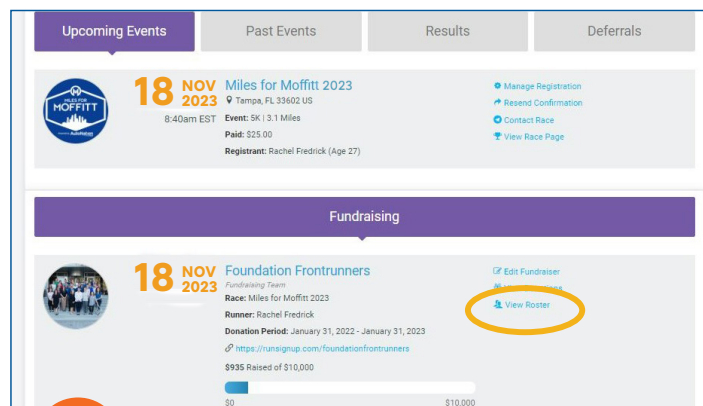 Upcoming Events
Past Events
Results
Deferrals
MILES FOR
MOFFITT
18 NOV 2023
8:40am EST
Miles for Moffitt 2023
Tampa, FL 33602 US
Event: 5K | 3.1 Miles
Paid: $25.00
Registrant: Rachel Fredrick (Age 27)
Manage Registration
Resend Confirmation
Contact Race
View Race Page
Fundraising
18 NOV 2023
Foundation Frontrunners
Fundraising Team
Race: Miles for Moffitt 2023
Runner: Rachel Fredrick
Donation Period: January 31, 2022 - January 31, 2023
https://runsignup.com/foundationfrontrunners
$935 Raised of $10,000
$0
$10,000
Edit Fundraiser
View Roster